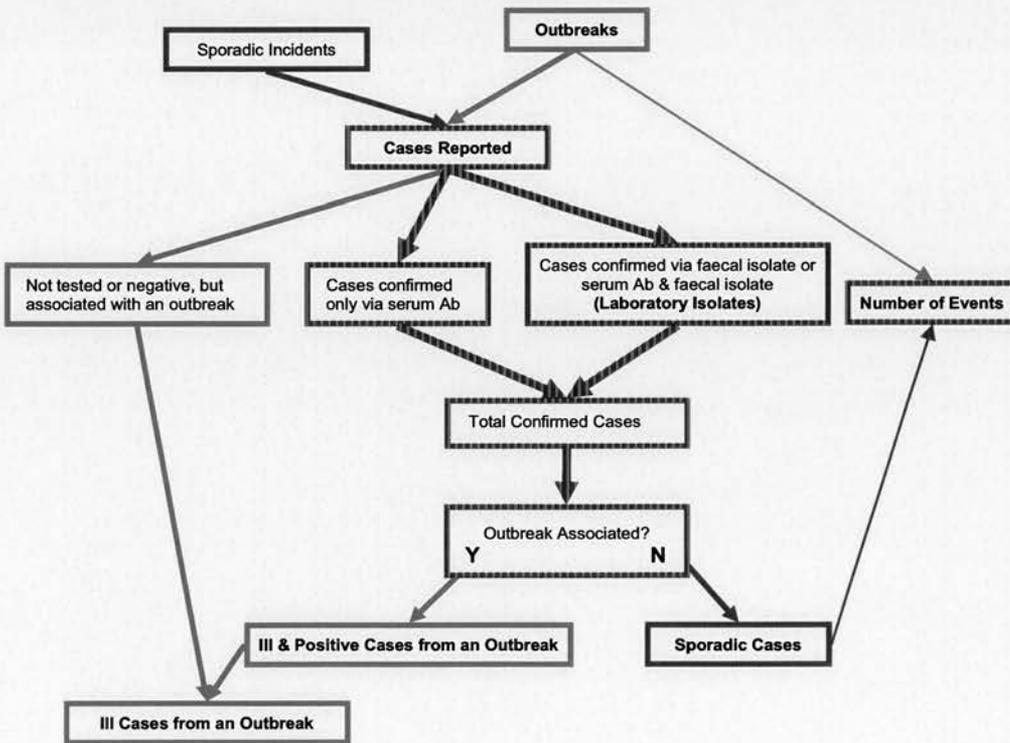 Outbreaks
Sporadic Incidents
Cases Reported
Not tested or negative, but
associated with an outbreak
Cases confirmed
only via serum Ab
Cases confirmed via faecal isolate or
serum Ab & faecal isolate
(Laboratory Isolates)
Number of Events
Total Confirmed Cases
Outbreak Associated?
Y N
Ill & Positive Cases from an Outbreak
Sporadic Cases
Ill Cases from an Outbreak